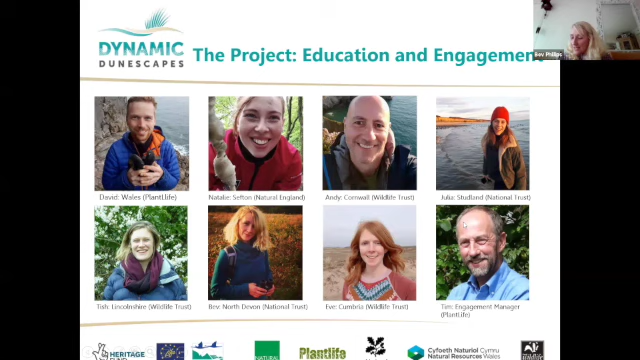 DYNAMIC
DUNESCAPES
The Project: Education and Engagement
Bev Phillips
David: Wales (Plantlife)
Natalie: Sefton (Natural England)
Andy: Cornwall (Wildlife Trust)
Julia: Studland (National Trust)
Tish: Lincolnshire (Wildlife Trust)
Bev: North Devon (National Trust)
Eve: Cumbria (Wildlife Trust)
Tim: Engagement Manager
(PlantLife)
HERITAGE
FUND
NATURAL
Plantlife
Cyfoeth Naturiol Cymru
Natural Resources Wales